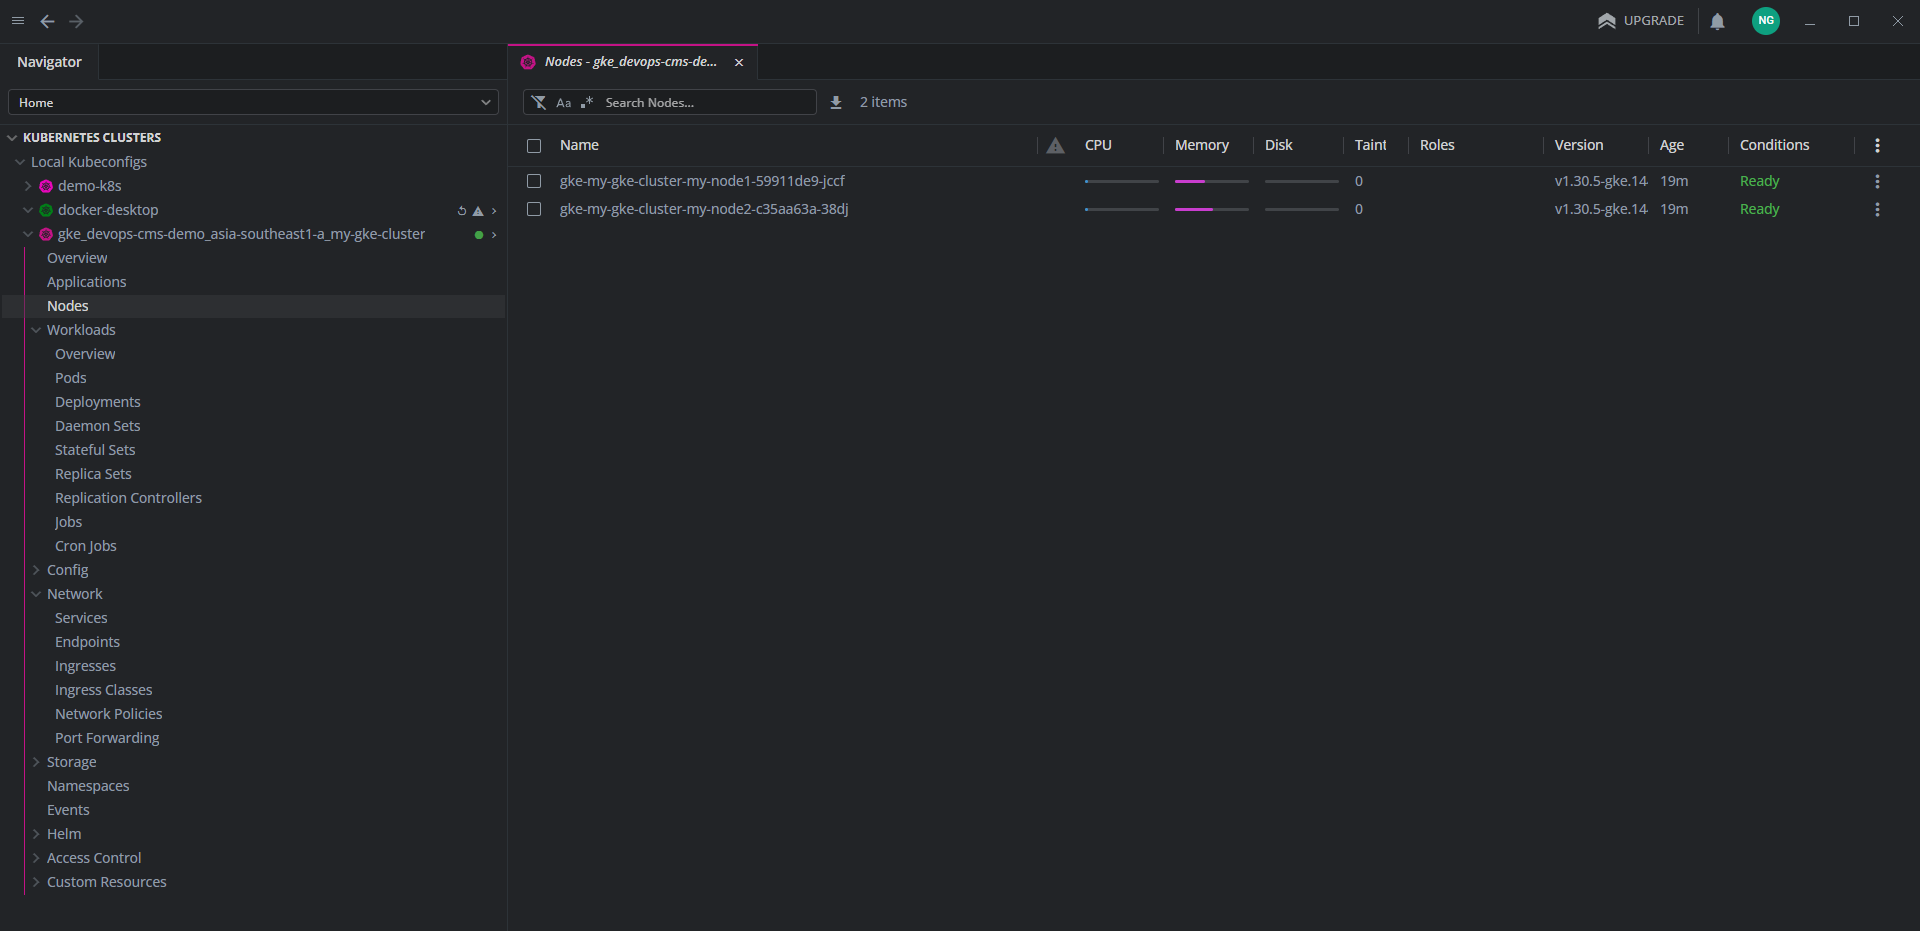 UPGRADE
NG
Navigator
Nodes - gke_devops-cms-de...
Home
Aa
Search Nodes...
2 items
KUBERNETES CLUSTERS
Local Kubeconfigs
demo-k8s
docker-desktop
gke_devops-cms-demo_asia-southeast1-a_my-gke-cluster
Overview
Applications
Nodes
Workloads
Overview
Pods
Deployments
Daemon Sets
Stateful Sets
Replica Sets
Replication Controllers
Jobs
Cron Jobs
Config
Network
Services
Endpoints
Ingresses
Ingress Classes
Network Policies
Port Forwarding
Storage
Namespaces
Events
Helm
Access Control
Custom Resources
Name CPU Memory Disk Taint Roles Version Age Conditions
gke-my-gke-cluster-my-node1-59911de9-jccf 0 v1.30.5-gke.14 19m Ready
gke-my-gke-cluster-my-node2-c35aa63a-38dj 0 v1.30.5-gke.14 19m Ready